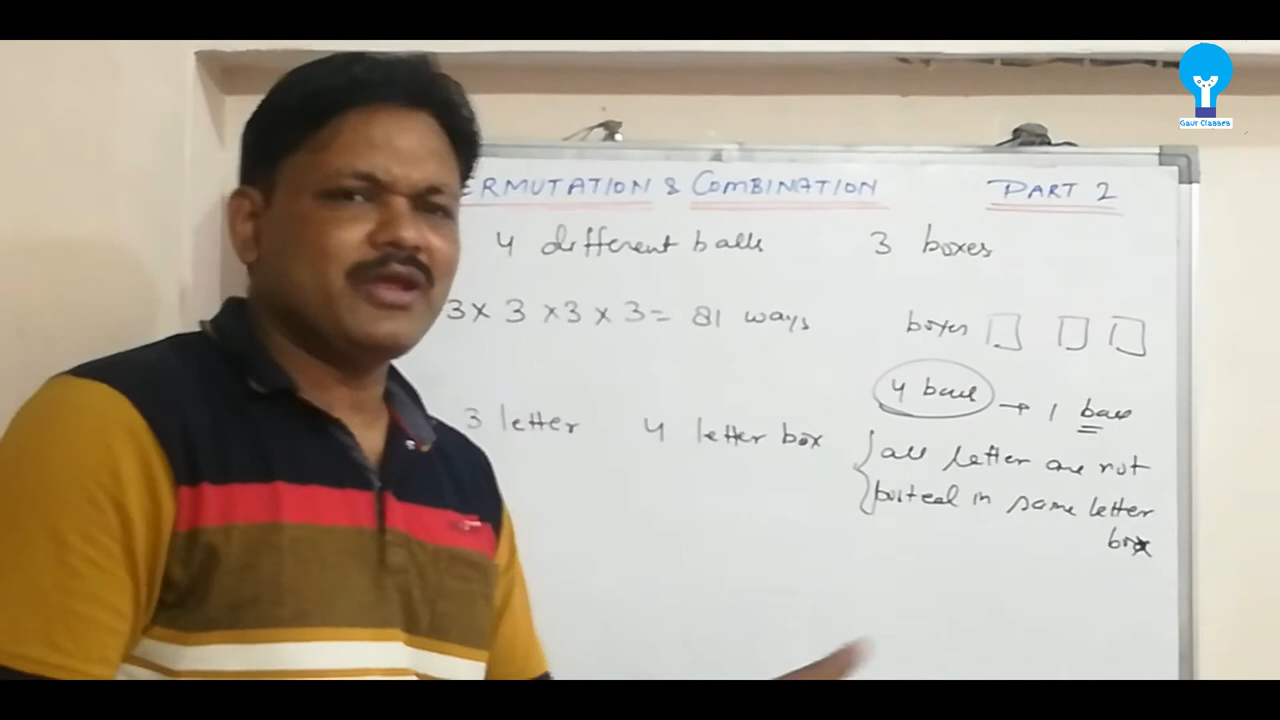 Gaur Classes
ERMUTATION & COMBINATION PART 2
4 different balls 3 boxes
3 x 3 x 3 x 3 = 81 ways
boxes
4 ball → 1 box
3 letter 4 letter box
all letter are not
posted in same letter
box